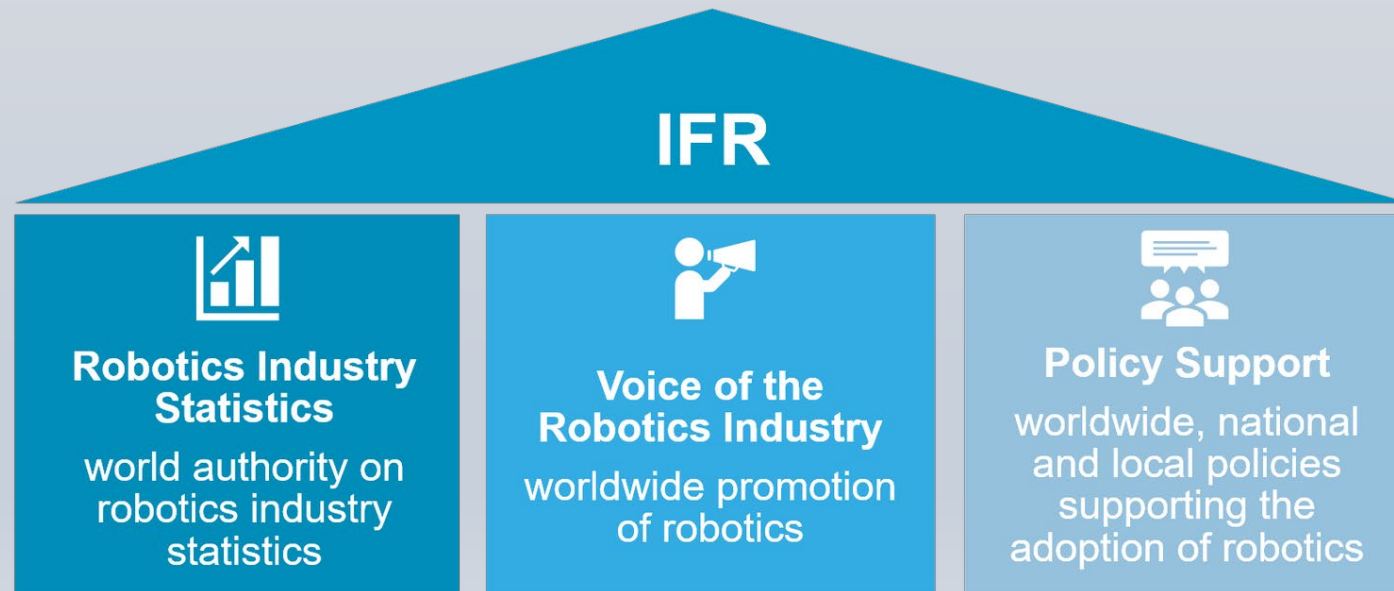 IFR
Robotics Industry
Statistics
world authority on
robotics industry
statistics
Voice of the
Robotics Industry
worldwide promotion
of robotics
Policy Support
worldwide, national
and local policies
supporting the
adoption of robotics